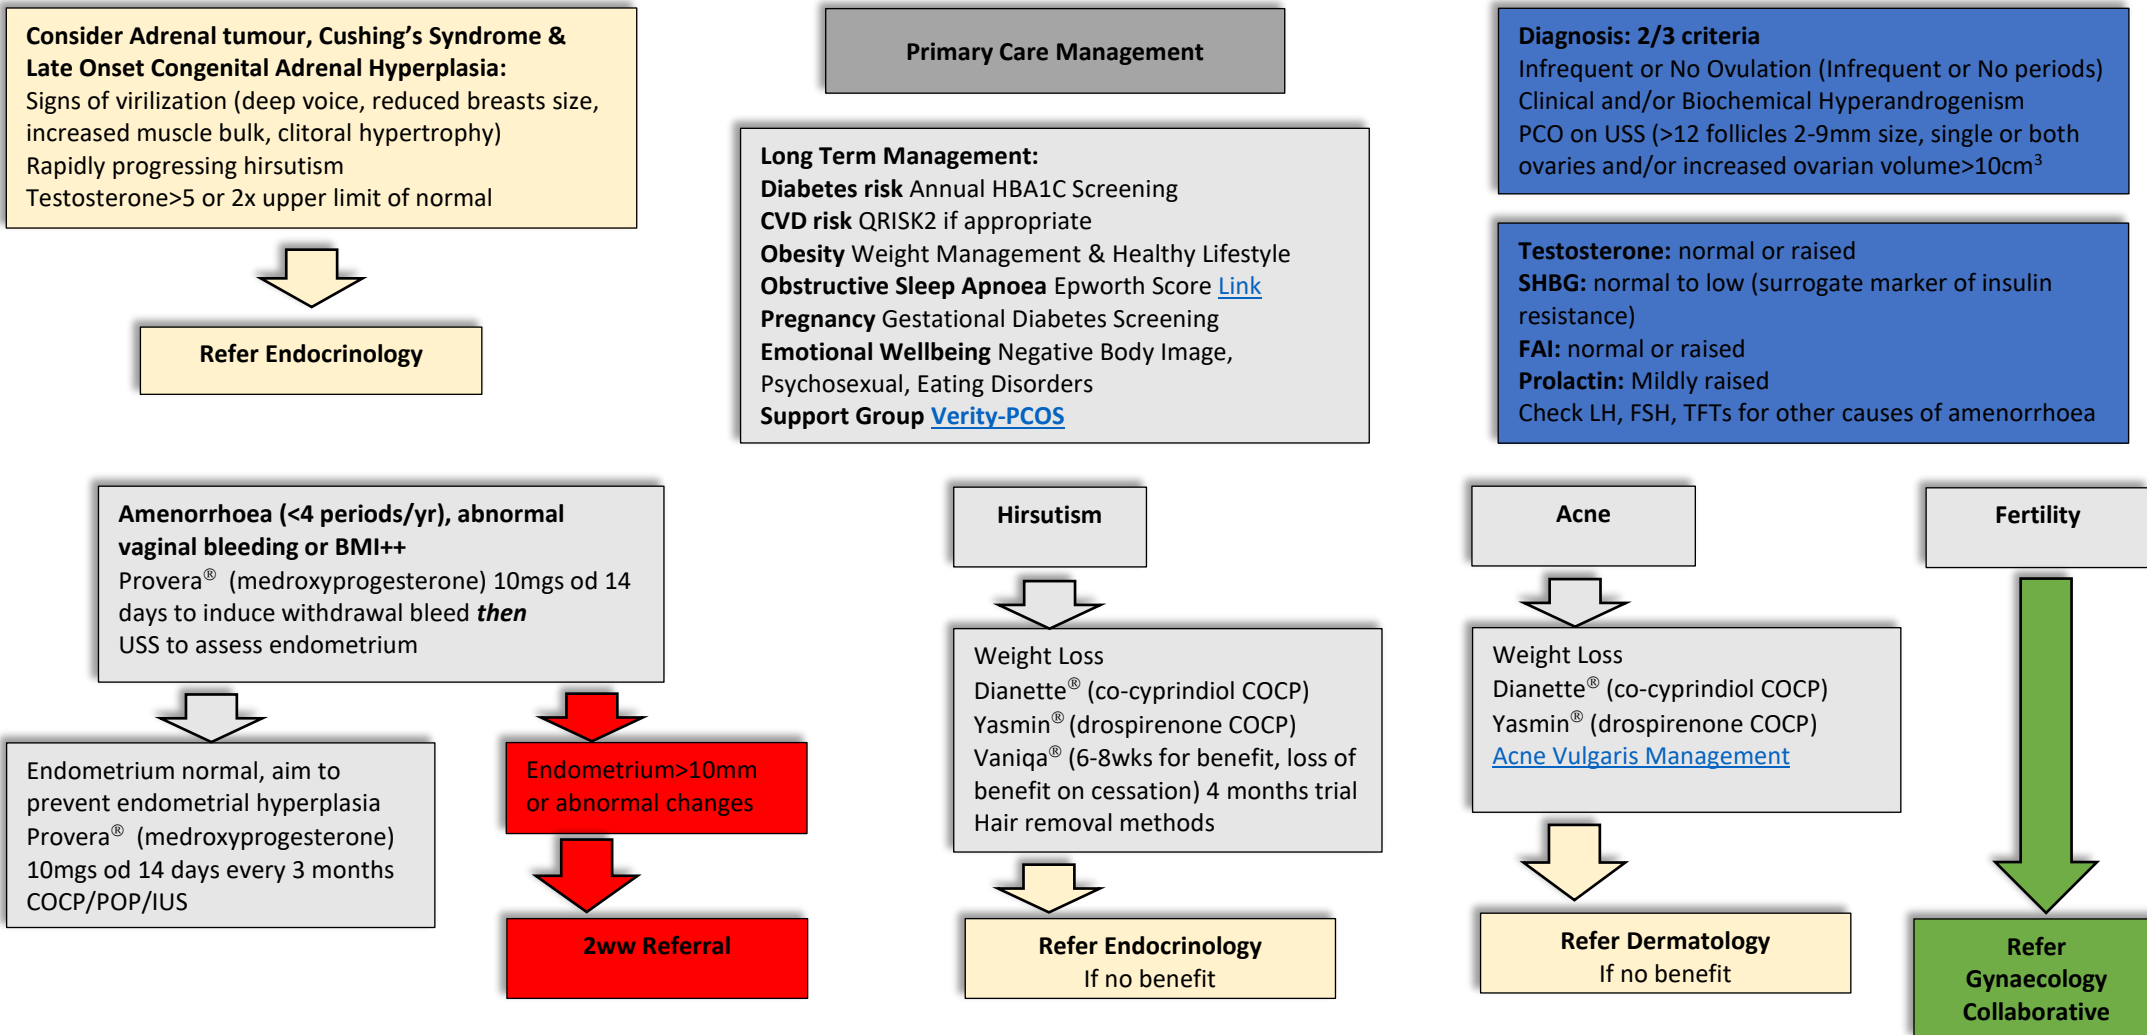 Consider Adrenal tumour, Cushing's Syndrome &
Late Onset Congenital Adrenal Hyperplasia:
Signs of virilization (deep voice, reduced breasts size,
increased muscle bulk, clitoral hypertrophy)
Rapidly progressing hirsutism
Testosterone>5 or 2x upper limit of normal
Refer Endocrinology
Primary Care Management
Long Term Management:
Diabetes risk Annual HBA1C Screening
CVD risk QRISK2 if appropriate
Obesity Weight Management & Healthy Lifestyle
Obstructive Sleep Apnoea Epworth Score Link
Pregnancy Gestational Diabetes Screening
Emotional Wellbeing Negative Body Image,
Psychosexual, Eating Disorders
Support Group Verity-PCOS
Diagnosis: 2/3 criteria
Infrequent or No Ovulation (Infrequent or No periods)
Clinical and/or Biochemical Hyperandrogenism
PCO on USS (>12 follicles 2-9mm size, single or both
ovaries and/or increased ovarian volume>10cm³
Testosterone: normal or raised
SHBG: normal to low (surrogate marker of insulin
resistance)
FAI: normal or raised
Prolactin: Mildly raised
Check LH, FSH, TFTs for other causes of amenorrhoea
Amenorrhoea (<4 periods/yr), abnormal
vaginal bleeding or BMI++
Provera® (medroxyprogesterone) 10mgs od 14
days to induce withdrawal bleed then
USS to assess endometrium
Endometrium normal, aim to
prevent endometrial hyperplasia
Provera® (medroxyprogesterone)
10mgs od 14 days every 3 months
COCP/POP/IUS
Endometrium>10mm
or abnormal changes
2ww Referral
Hirsutism
Weight Loss
Dianette® (co-cyprindiol COCP)
Yasmin® (drospirenone COCP)
Vaniqa® (6-8wks for benefit, loss of
benefit on cessation) 4 months trial
Hair removal methods
Refer Endocrinology
If no benefit
Acne
Weight Loss
Dianette® (co-cyprindiol COCP)
Yasmin® (drospirenone COCP)
Acne Vulgaris Management
Refer Dermatology
If no benefit
Fertility
Refer
Gynaecology
Collaborative